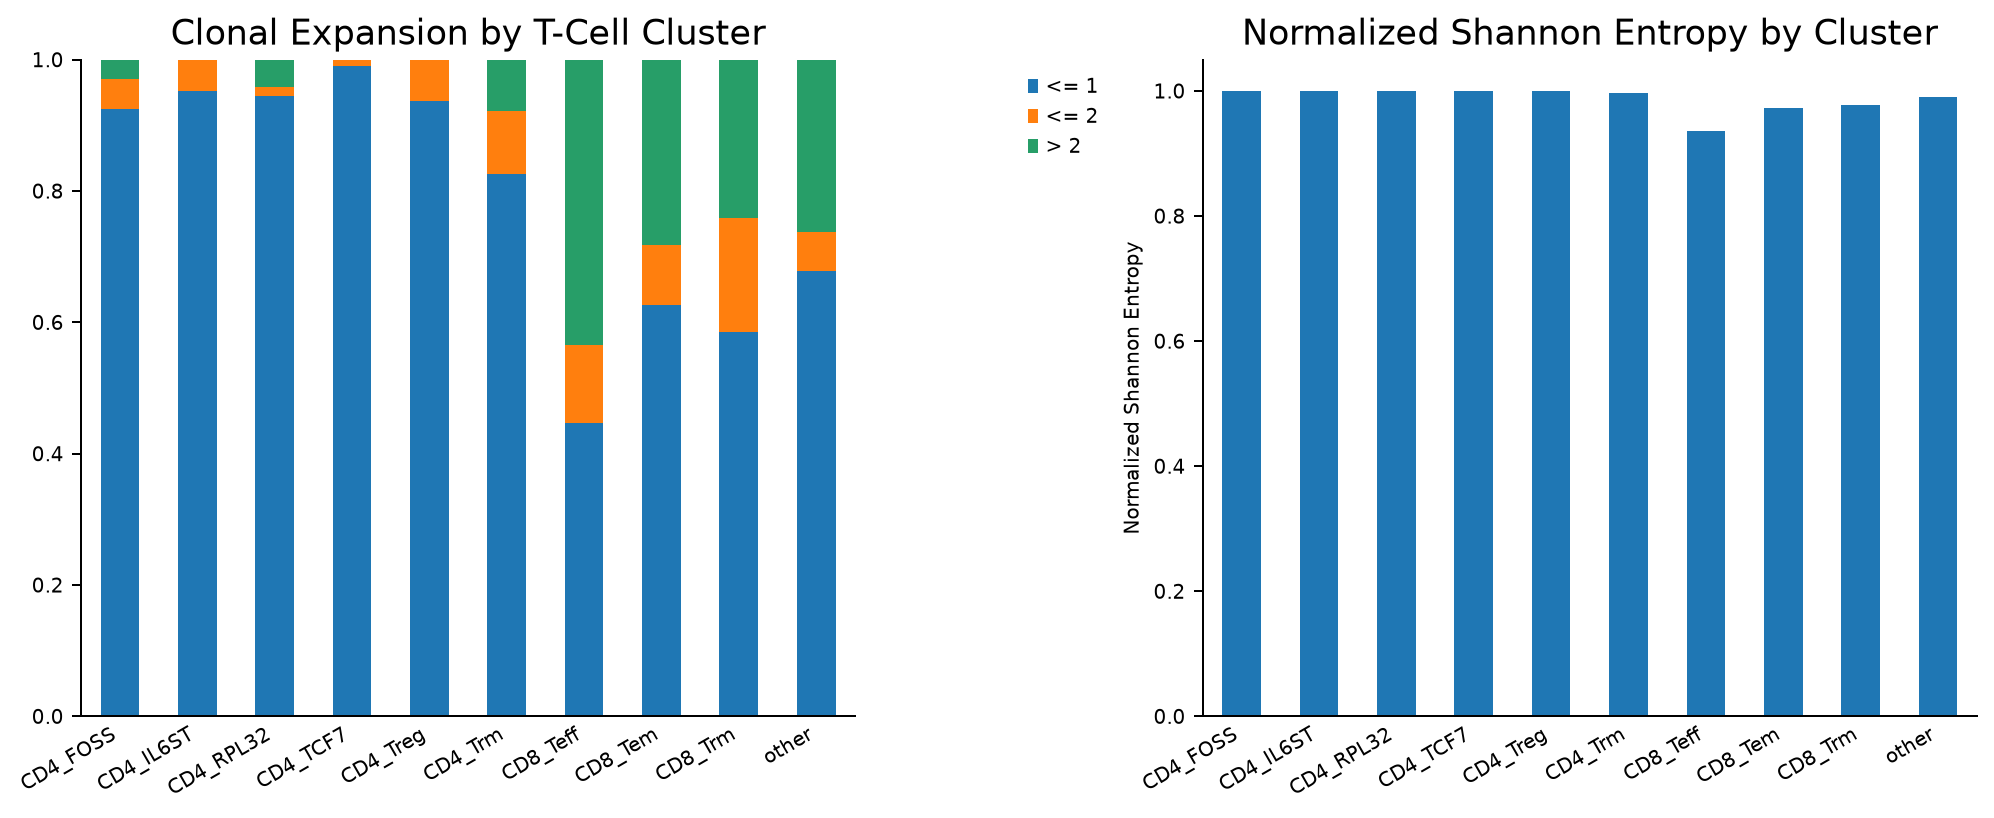 Clonal Expansion by T-Cell Cluster
1.0
0.8
0.6
0.4
0.2
0.0
CD4_FOSS
CD4_IL6ST
CD4_RPL32
CD4_TCF7
CD4_Treg
CD4_Trm
CD8_Teff
CD8_Tem
CD8_Trm
other
<= 1
<= 2
> 2
Normalized Shannon Entropy by Cluster
Normalized Shannon Entropy
1.0
0.8
0.6
0.4
0.2
0.0
CD4_FOSS
CD4_IL6ST
CD4_RPL32
CD4_TCF7
CD4_Treg
CD4_Trm
CD8_Teff
CD8_Tem
CD8_Trm
other